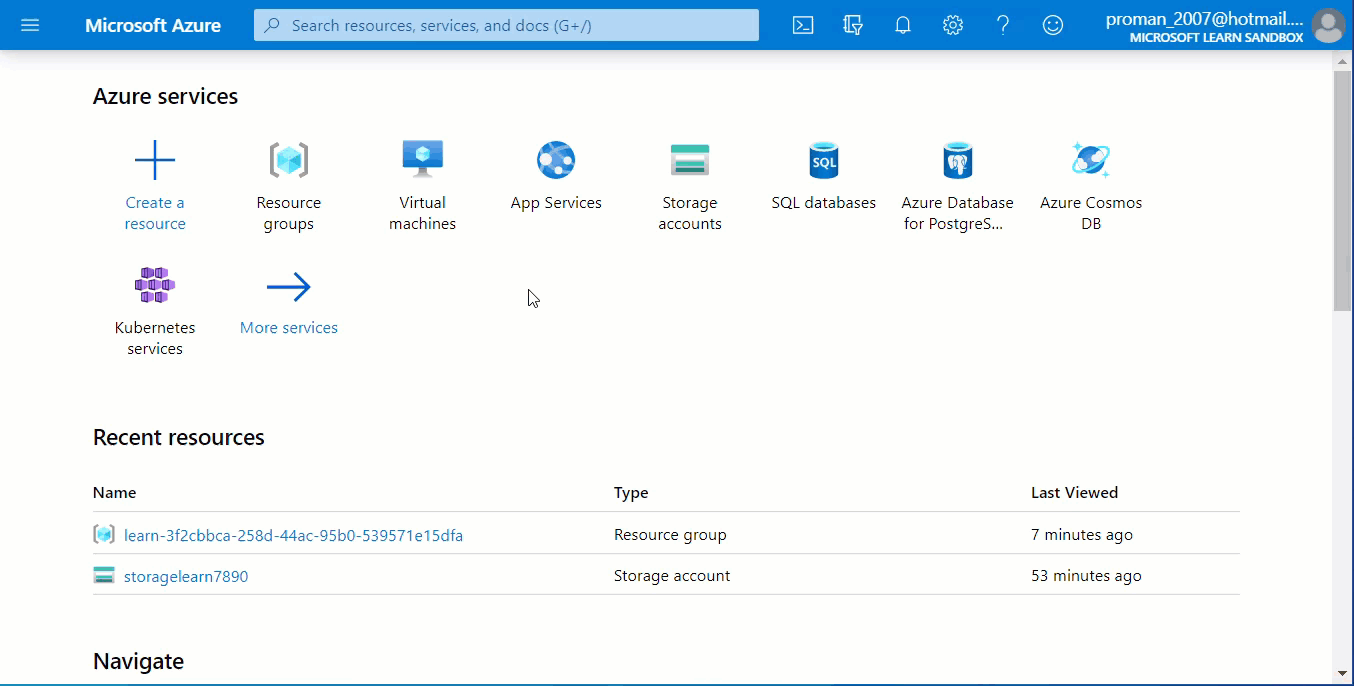 Microsoft Azure
Search resources, services, and docs (G+/)
proman_2007@hotmail....
MICROSOFT LEARN SANDBOX
Azure services
Create a
resource
Resource
groups
Virtual
machines
App Services
Storage
accounts
SQL
SQL databases
Azure Database
for PostgreS...
Azure Cosmos
DB
Kubernetes
services
More services
Recent resources
Name Type Last Viewed
learn-3f2cbbca-258d-44ac-95b0-539571e15dfa Resource group 7 minutes ago
storagelearn7890 Storage account 53 minutes ago
Navigate